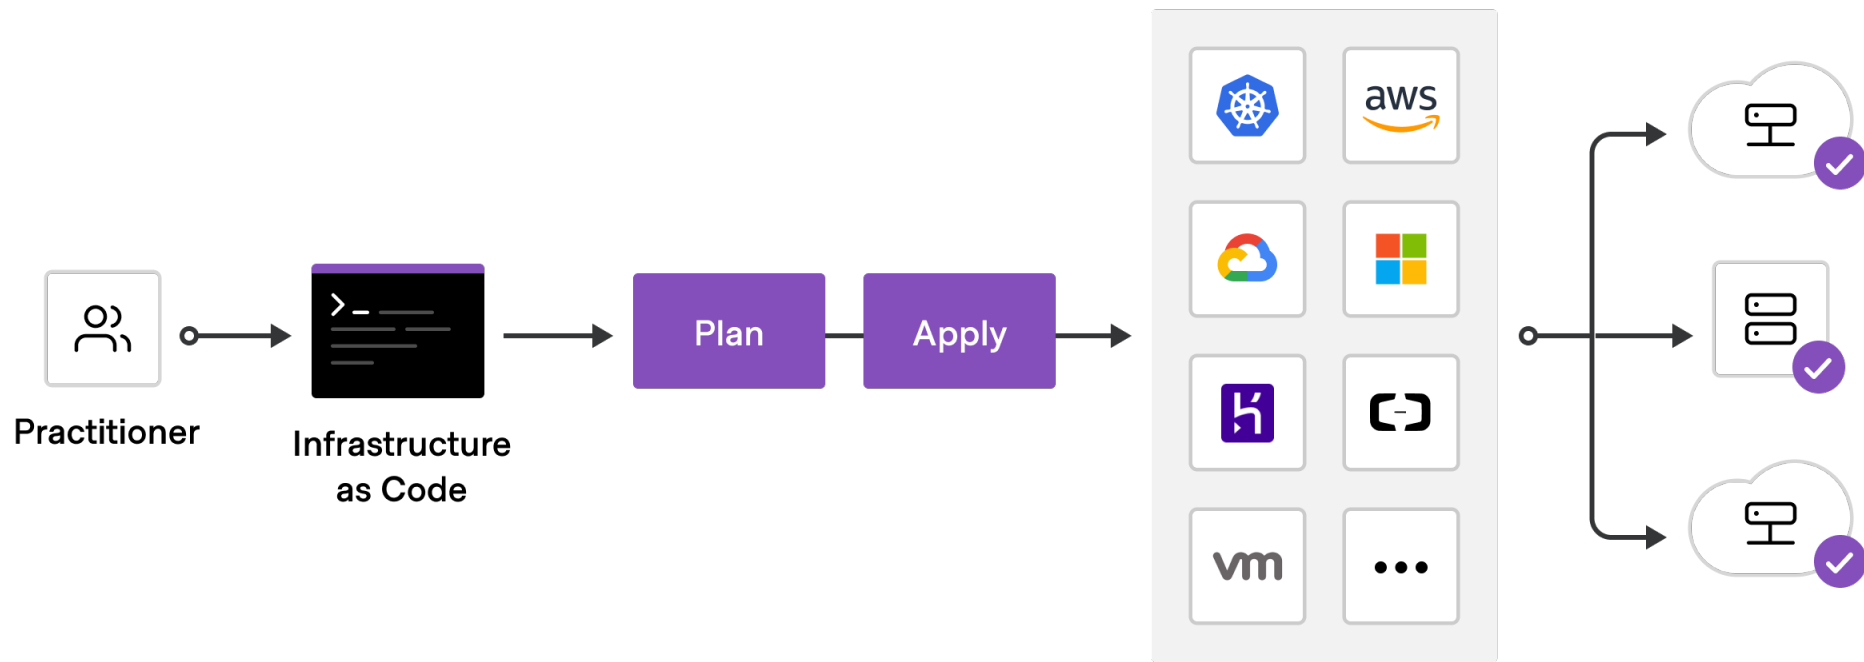 Practitioner
Infrastructure
as Code
Plan
Apply
aws
vm